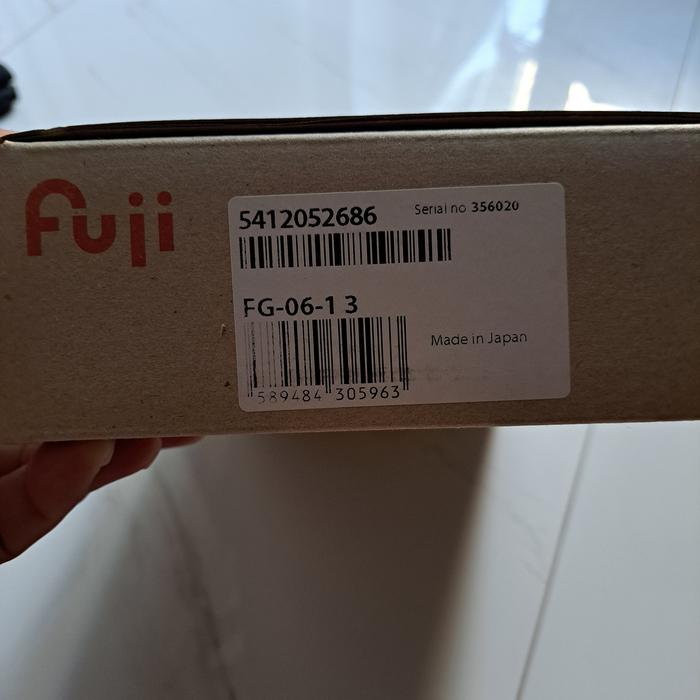 Fuji
5412052686 Serial no 356020
FG-06-1 3
Made in Japan
589484 305963